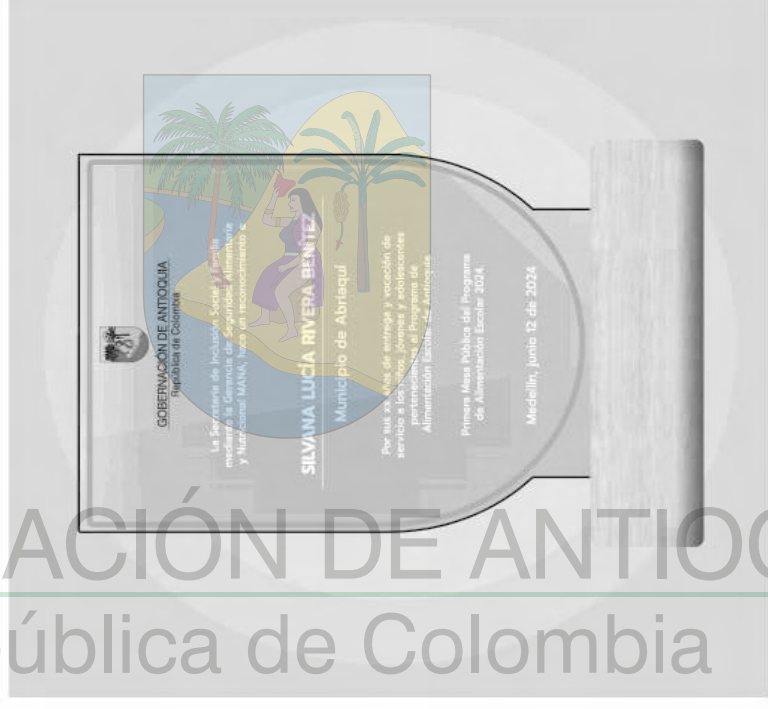 GOBERNACIÓN DE ANTIOQUIA
República de Colombia
La Secretaría de Inclusión Social y Familia
mediante la Gerencia de Seguridad Alimentaria
y Nutricional MANÁ, hace un reconocimiento a
SILVANA LUCÍA RIVERA BENÍTEZ
Municipio de Abriaquí
Por sus xx años de entrega y vocación de
servicio a los niños, jóvenes y adolescentes
pertenecientes al Programa de
Alimentación Escolar de Antioquia
Primera Mesa Pública del Programa
de Alimentación Escolar 2024.
Medellín, junio 12 de 2024
ACIÓN DE ANTIOQ
ública de Colombia